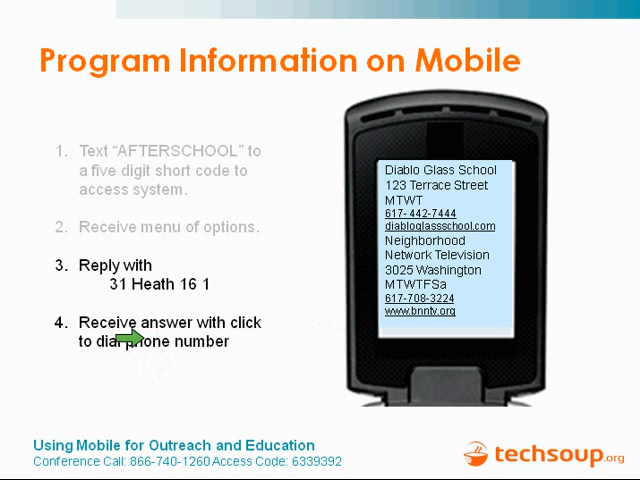 Program Information on Mobile
1. Text “AFTERSCHOOL” to
a five digit short code to
access system.
2. Receive menu of options.
3. Reply with
31 Heath 16 1
4. Receive answer with click
to dial phone number
Diablo Glass School
123 Terrace Street
MTWT
617- 442-7444
diabloglassschool.com
Neighborhood
Network Television
3025 Washington
MTWTFSa
617-708-3224
www.bnntv.org
Using Mobile for Outreach and Education
Conference Call: 866-740-1260 Access Code: 6339392
techsoup.org